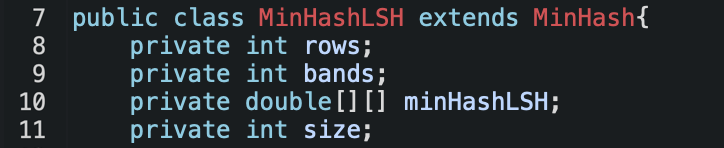 7 public class MinHashLSH extends MinHash{
8     private int rows;
9     private int bands;
10     private double[][] minHashLSH;
11     private int size;